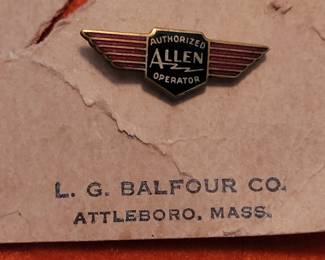 AUTHORIZED
ALLEN
OPERATOR
L. G. BALFOUR CO.
ATTLEBORO, MASS.